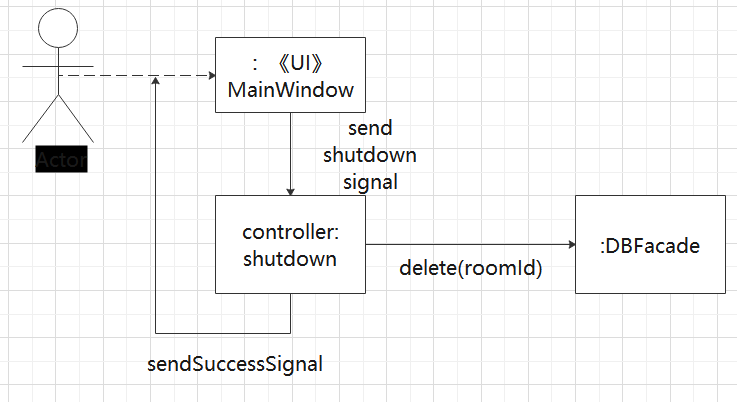 : 《UI》
MainWindow
send
shutdown
signal
Actor
controller:
shutdown
:DBFacade
delete(roomId)
sendSuccessSignal